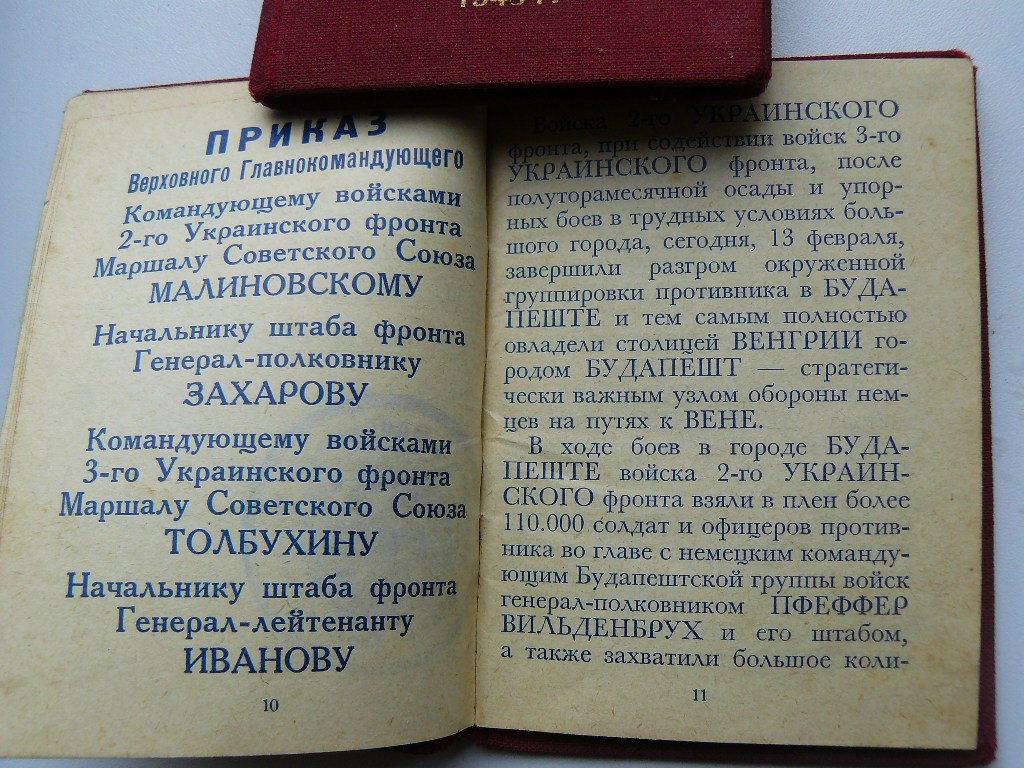 1945 г.
ПРИКАЗ
Верховного Главнокомандующего
Командующему войсками
2-го Украинского фронта
Маршалу Советского Союза
МАЛИНОВСКОМУ
Начальнику штаба фронта
Генерал-полковнику
ЗАХАРОВУ
Командующему войсками
3-го Украинского фронта
Маршалу Советского Союза
ТОЛБУХИНУ
Начальнику штаба фронта
Генерал-лейтенанту
ИВАНОВУ
10
Войска 2-го УКРАИНСКОГО
фронта, при содействии войск 3-го
УКРАИНСКОГО фронта, после
полуторамесячной осады и упор-
ных боев в трудных условиях боль-
шого города, сегодня, 13 февраля,
завершили разгром окруженной
группировки противника в БУДА-
ПЕШТЕ и тем самым полностью
овладели столицей ВЕНГРИИ го-
родом БУДАПЕШТ — стратеги-
чески важным узлом обороны нем-
цев на путях к ВЕНЕ.
В ходе боев в городе БУДА-
ПЕШТЕ войска 2-го УКРАИН-
СКОГО фронта взяли в плен более
110.000 солдат и офицеров против-
ника во главе с немецким команду-
ющим Будапештской группы войск
генерал-полковником ПФЕФФЕР
ВИЛЬДЕНБРУХ и его штабом,
а также захватили большое коли-
11